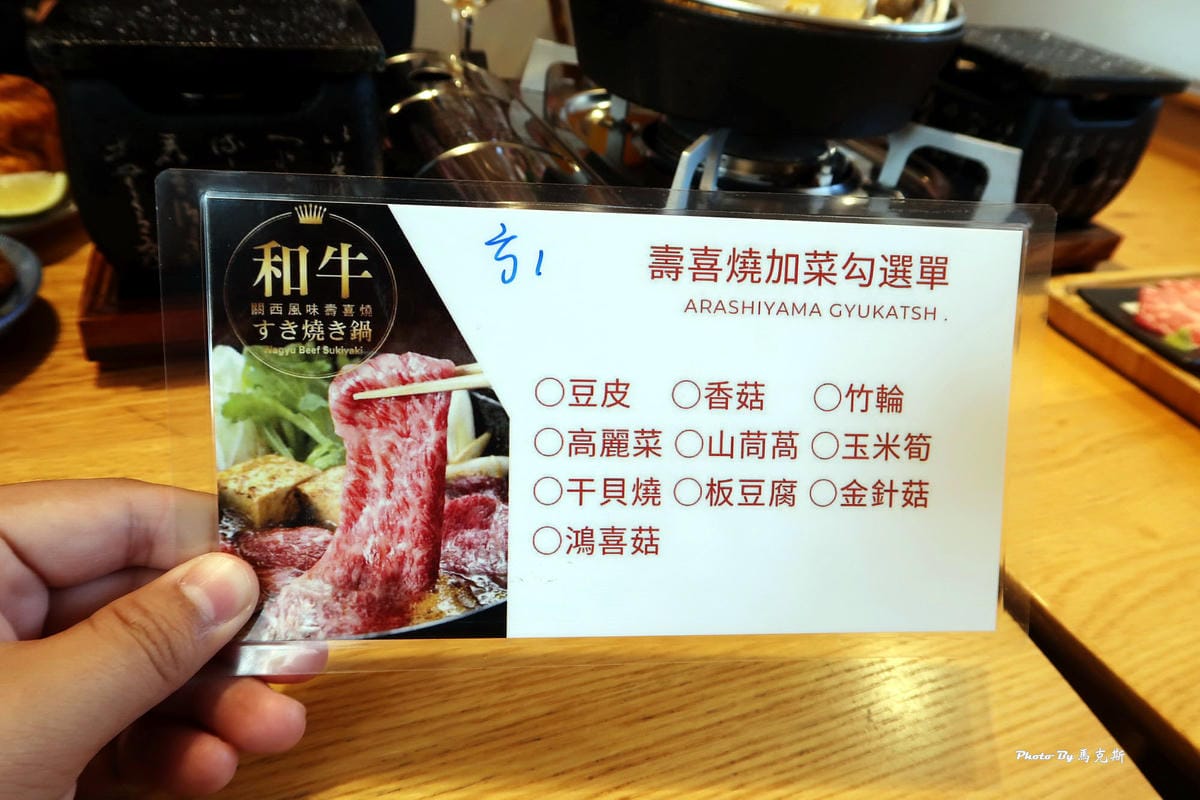 和牛
關西風味壽喜燒
すき燒き鍋
Wagyu Beef Sukiyaki
壽喜燒加菜勾選單
ARASHIYAMA GYUKATSH .
○豆皮 ○香菇 ○竹輪
○高麗菜 ○山茼萵 ○玉米筍
○干貝燒 ○板豆腐 ○金針菇
○鴻喜菇
Photo By 馬克斯